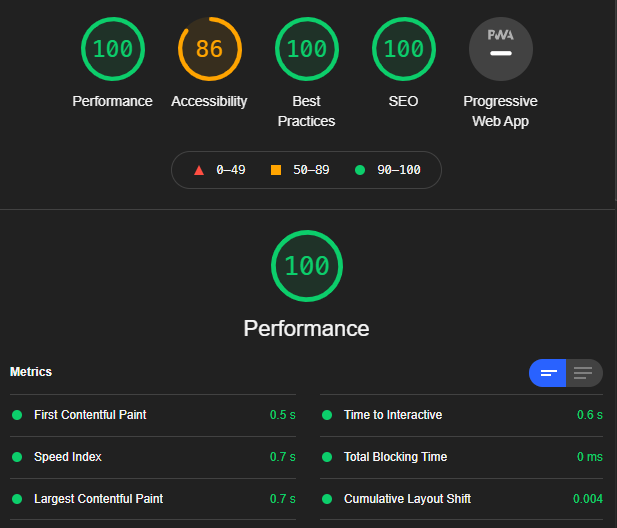 100 86 100 100 PWA
Performance Accessibility Best Practices SEO Progressive Web App
0–49 50–89 90–100
100
Performance
Metrics
First Contentful Paint 0.5 s
Time to Interactive 0.6 s
Speed Index 0.7 s
Total Blocking Time 0 ms
Largest Contentful Paint 0.7 s
Cumulative Layout Shift 0.004